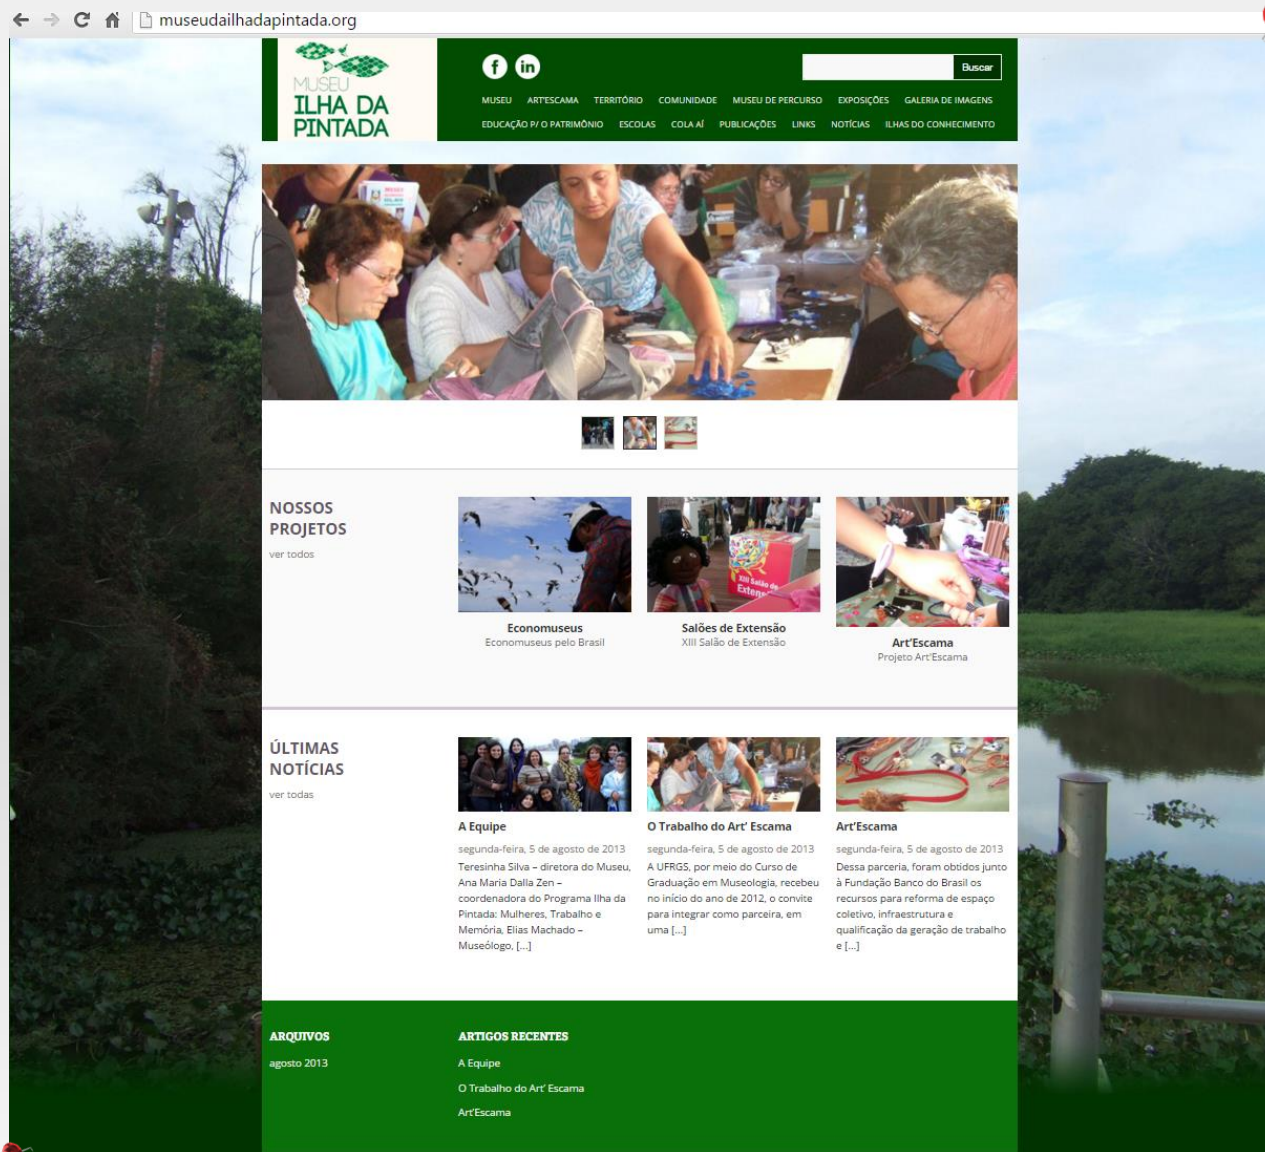 museudailhadapintada.org
MUSEU
ILHA DA
PINTADA
f in
Buscar
MUSEU ART'ESCAMA TERRITÓRIO COMUNIDADE MUSEU DE PERCURSO EXPOSIÇÕES GALERIA DE IMAGENS
EDUCAÇÃO P/ O PATRIMÔNIO ESCOLAS COLA AÍ PUBLICAÇÕES LINKS NOTÍCIAS ILHAS DO CONHECIMENTO
NOSSOS
PROJETOS
ver todos
XIII Salão de
Exten
Economuseus
Economuseus pelo Brasil
Salões de Extensão
XIII Salão de Extensão
Art'Escama
Projeto Art'Escama
ÚLTIMAS
NOTÍCIAS
ver todas
A Equipe
segunda-feira, 5 de agosto de 2013
Teresinha Silva – diretora do Museu,
Ana Maria Dalla Zen –
coordenadora do Programa Ilha da
Pintada: Mulheres, Trabalho e
Memória, Elias Machado –
Museólogo, [...]
O Trabalho do Art' Escama
segunda-feira, 5 de agosto de 2013
A UFRGS, por meio do Curso de
Graduação em Museologia, recebeu
no início do ano de 2012, o convite
para integrar como parceira, em
uma [...]
Art'Escama
segunda-feira, 5 de agosto de 2013
Dessa parceria, foram obtidos junto
à Fundação Banco do Brasil os
recursos para reforma de espaço
coletivo, infraestrutura e
qualificação da geração de trabalho
e [...]
ARQUIVOS
agosto 2013
ARTIGOS RECENTES
A Equipe
O Trabalho do Art' Escama
Art'Escama